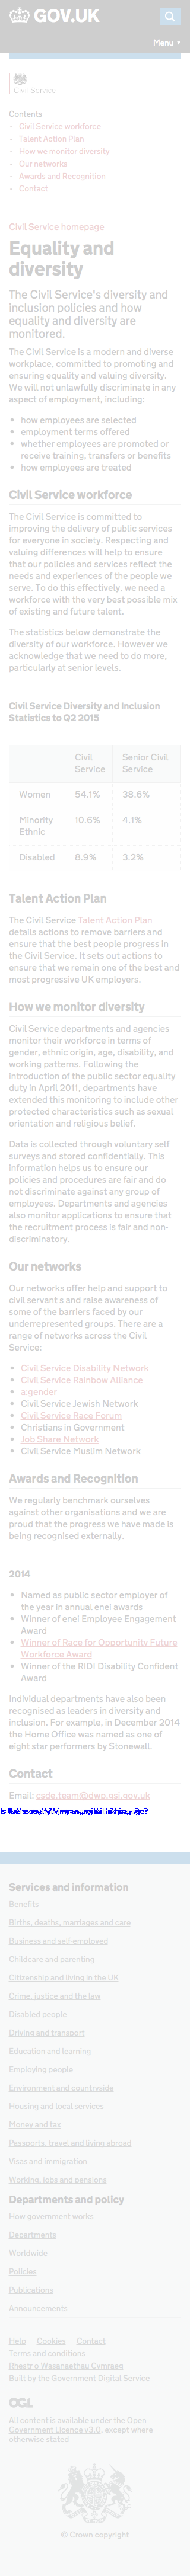 GOV.UK
Menu
Civil Service
Contents
Civil Service workforce
Talent Action Plan
How we monitor diversity
Our networks
Awards and Recognition
Contact
Civil Service homepage
Equality and
diversity
The Civil Service's diversity and
inclusion policies and how
equality and diversity are
monitored.
The Civil Service is a modern and diverse
workplace, committed to promoting and
ensuring equality and equality and diversity.
We will not unlawfully discriminate in any
aspect of employment, including:
how employees are selected
employment terms offered
whether employees are promoted or
receive training, transfers or benefits
how employees are treated
Civil Service workforce
The Civil Service is committed to
improving the delivery of public services
for everyone in society. Respecting and
valuing differences will help to ensure
that our policies and services reflect the
needs and experiences of the people we
serve. To do this effectively, we need to
make sure we get the very best possible mix
of existing and future talent.
The statistics below demonstrate the
diversity of our workforce. However we
acknowledge that we need to do more,
particularly at senior levels.
Civil Service Diversity and Inclusion
Statistics to Q2 2015
Civil Service
Senior Civil Service
Women 54.1% 38.6%
Minority Ethnic 10.6% 4.1%
Disabled 8.9% 3.2%
Talent Action Plan
The Civil Service Talent Action Plan
details actions to remove barriers and
ensure that the best people progress in
the Civil Service. It sets out actions to
ensure that we remain one of the best and
most progressive UK employers.
How we monitor diversity
Civil Service departments and agencies
monitor their workforce in terms of
gender, ethnic origin, age, disability, and
working patterns. Following the
introduction of the public sector equality
duty in April 2011, departments have
extended this monitoring to include other
protected characteristics such as sexual
orientation and religious belief.
Data is collected through voluntary self
surveys and stored confidentially. This
information helps us to ensure our
policies and procedures are fair and do
not disadvantage against any group of
employees. Departments and agencies
also monitor applications to ensure that
the recruitment process is fair and non-
discriminatory.
Our networks
Our networks offer help and support to
civil servant s and raise awareness of
some of the barriers faced by our
underrepresented groups. There are a
range of networks across the Civil
Service:
Civil Service Disability Network
Civil Service Rainbow Alliance
a:gender
Civil Service Jewish Network
Civil Service Race Forum
Christians in Government
Job Share Network
Civil Service Muslim Network
Awards and Recognition
We regularly benchmark ourselves
against other organisations and we are
proud that the progress we have made is
being recognised externally.
2014
Named as public sector employer of
the year in annual enei awards
Winner of enei Employee Engagement
Award
Winner of Race for Opportunity Future
Workforce Award
Winner of the RIDI Disability Confident
Award
Individual departments have also been
recognised as leaders in diversity in
employment. For example, in December 2014
the Home Office was named as one of
eight star performers by Stonewall.
Contact
Email: csde.team@dwp.gsi.gov.uk
Services and information
Benefits
Births, deaths, marriages and care
Business and self-employed
Childcare and parenting
Citizenship and living in the UK
Crime, justice and the law
Disabled people
Driving and transport
Education and learning
Employing people
Environment and countryside
Housing and local services
Money and tax
Passports, travel and living abroad
Visas and immigration
Working, jobs and pensions
Departments and policy
How government works
Departments
Worldwide
Policies
Publications
Announcements
Help Cookies Contact
Terms and conditions
Rhestr o Wasanaethau Cymraeg
Built by the Government Digital Service
OGL
All content is available under the Open
Government Licence v3.0, except where
otherwise stated
© Crown copyright